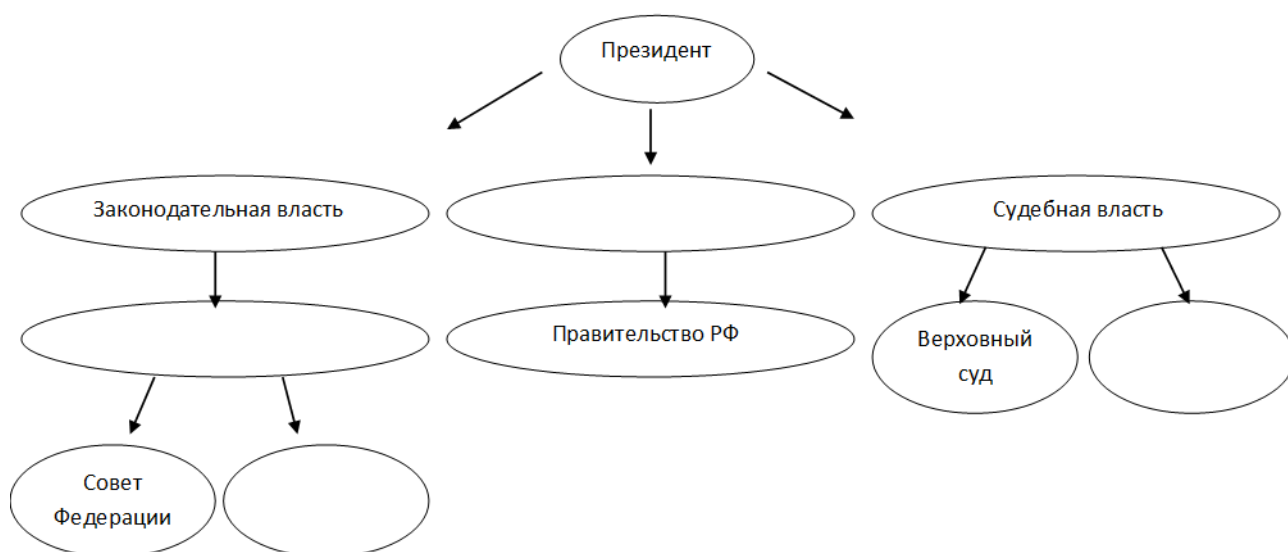 Президент
Законодательная власть
Судебная власть
Правительство РФ
Верховный
суд
Совет
Федерации